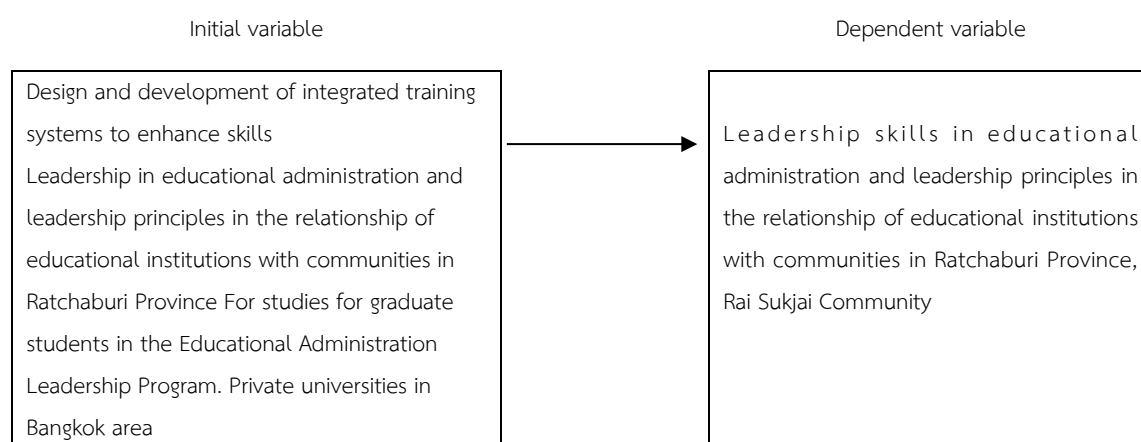 Initial variable
Dependent variable
Design and development of integrated training
systems to enhance skills
Leadership in educational administration and
leadership principles in the relationship of
educational institutions with communities in
Ratchaburi Province For studies for graduate
students in the Educational Administration
Leadership Program. Private universities in
Bangkok area
Leadership skills in educational
administration and leadership principles in
the relationship of educational institutions
with communities in Ratchaburi Province,
Rai Sukjai Community